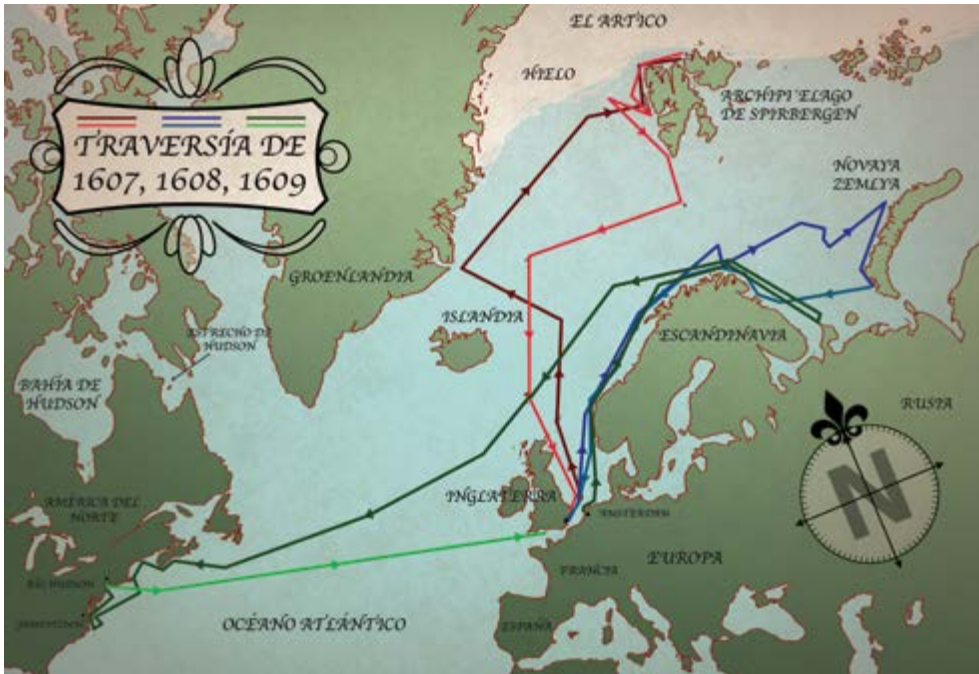 EL ARTICO
HIELO
ARCHIPI´ELAGO
DE SPIRBERGEN
TRAVERSÍA DE
1607, 1608, 1609
NOVAYA
ZEMLYA
GROENLANDIA
ISLANDIA
ESTRECHO DE
HUDSON
ESCANDINAVIA
BAHÍA DE
HUDSON
RUSIA
N
AMÉRICA DEL
NORTE
INGLATERRA
AMSTERDAM
EUROPA
FRANCIA
RÍO HUDSON
JAMESTOWN
OCÉANO ATLÁNTICO
ESPAÑA